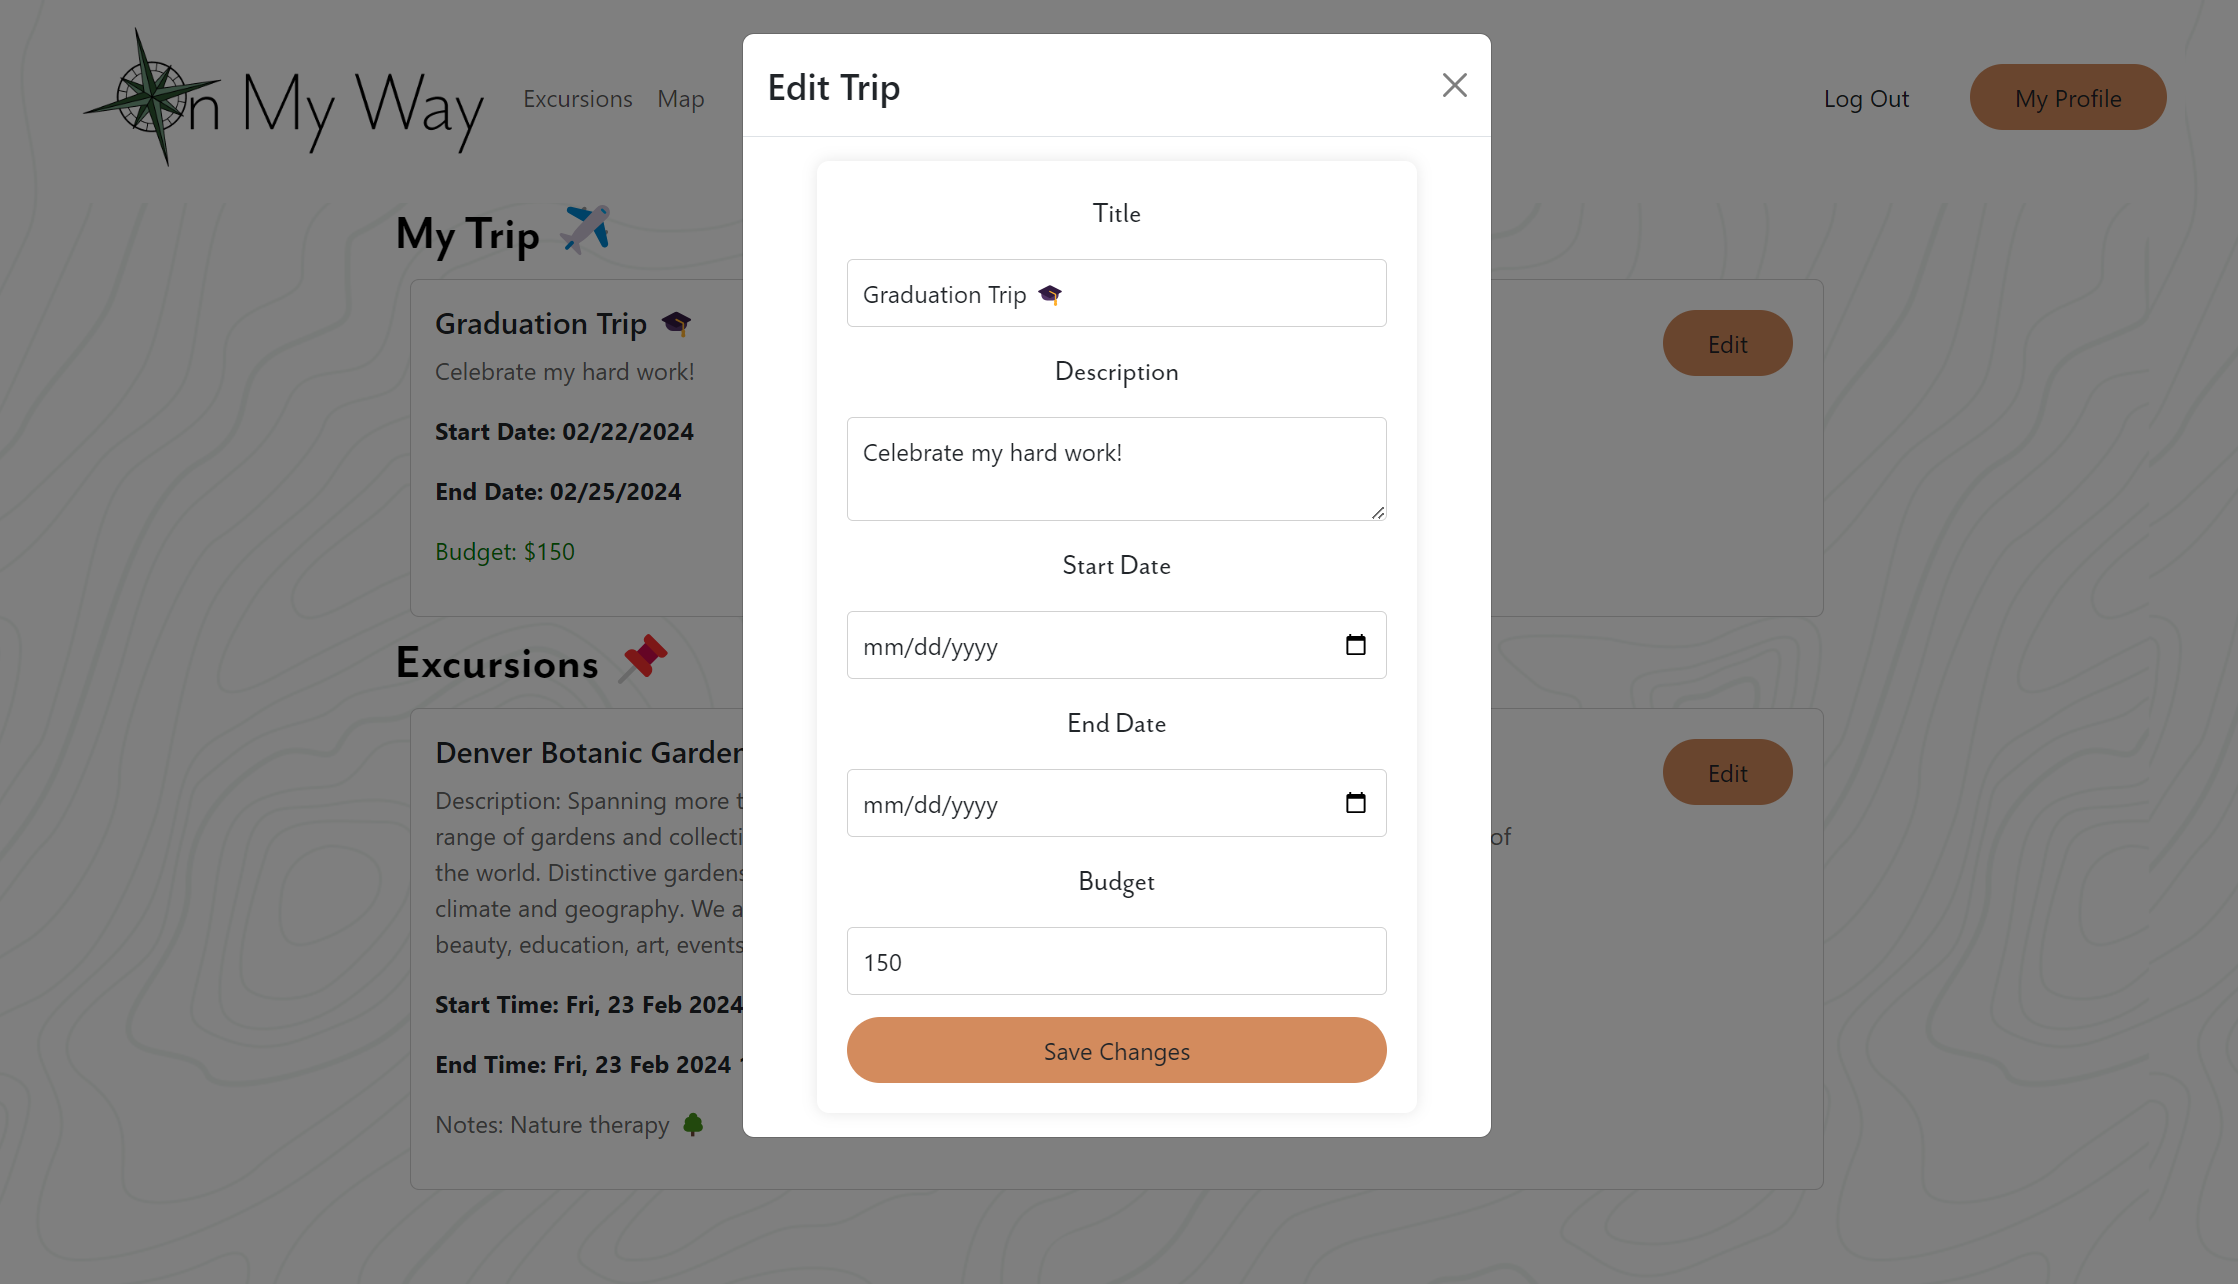 On My Way
Excursions
Map
Log Out
My Profile
My Trip
Graduation Trip
Celebrate my hard work!
Start Date: 02/22/2024
End Date: 02/25/2024
Budget: $150
Edit
Excursions
Denver Botanic Garden
Description: Spanning more
range of gardens and collecti of
the world. Distinctive gardens
climate and geography. We a
beauty, education, art, events
Start Time: Fri, 23 Feb 2024
End Time: Fri, 23 Feb 2024
Notes: Nature therapy
Edit
Edit Trip
Title
Graduation Trip
Description
Celebrate my hard work!
Start Date
mm/dd/yyyy
End Date
mm/dd/yyyy
Budget
150
Save Changes